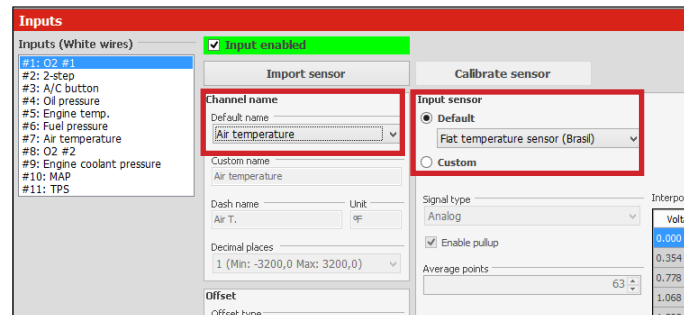 Inputs
Inputs (White wires)
#1: O2 #1
#2: 2-step
#3: A/C button
#4: Oil pressure
#5: Engine temp.
#6: Fuel pressure
#7: Air temperature
#8: O2 #2
#9: Engine coolant pressure
#10: MAP
#11: TPS
Input enabled
Import sensor
Calibrate sensor
Channel name
Default name
Air temperature
Custom name
Air temperature
Dash name
Unit
Air T.
ºF
Decimal places
1 (Min: -3200,0 Max: 3200,0)
Offset
Offset type
Input sensor
Default
Fiat temperature sensor (Brasil)
Custom
Signal type
Analog
Enable pullup
Average points
63
Interpo
Volt
0.000
0.354
0.778
1.068